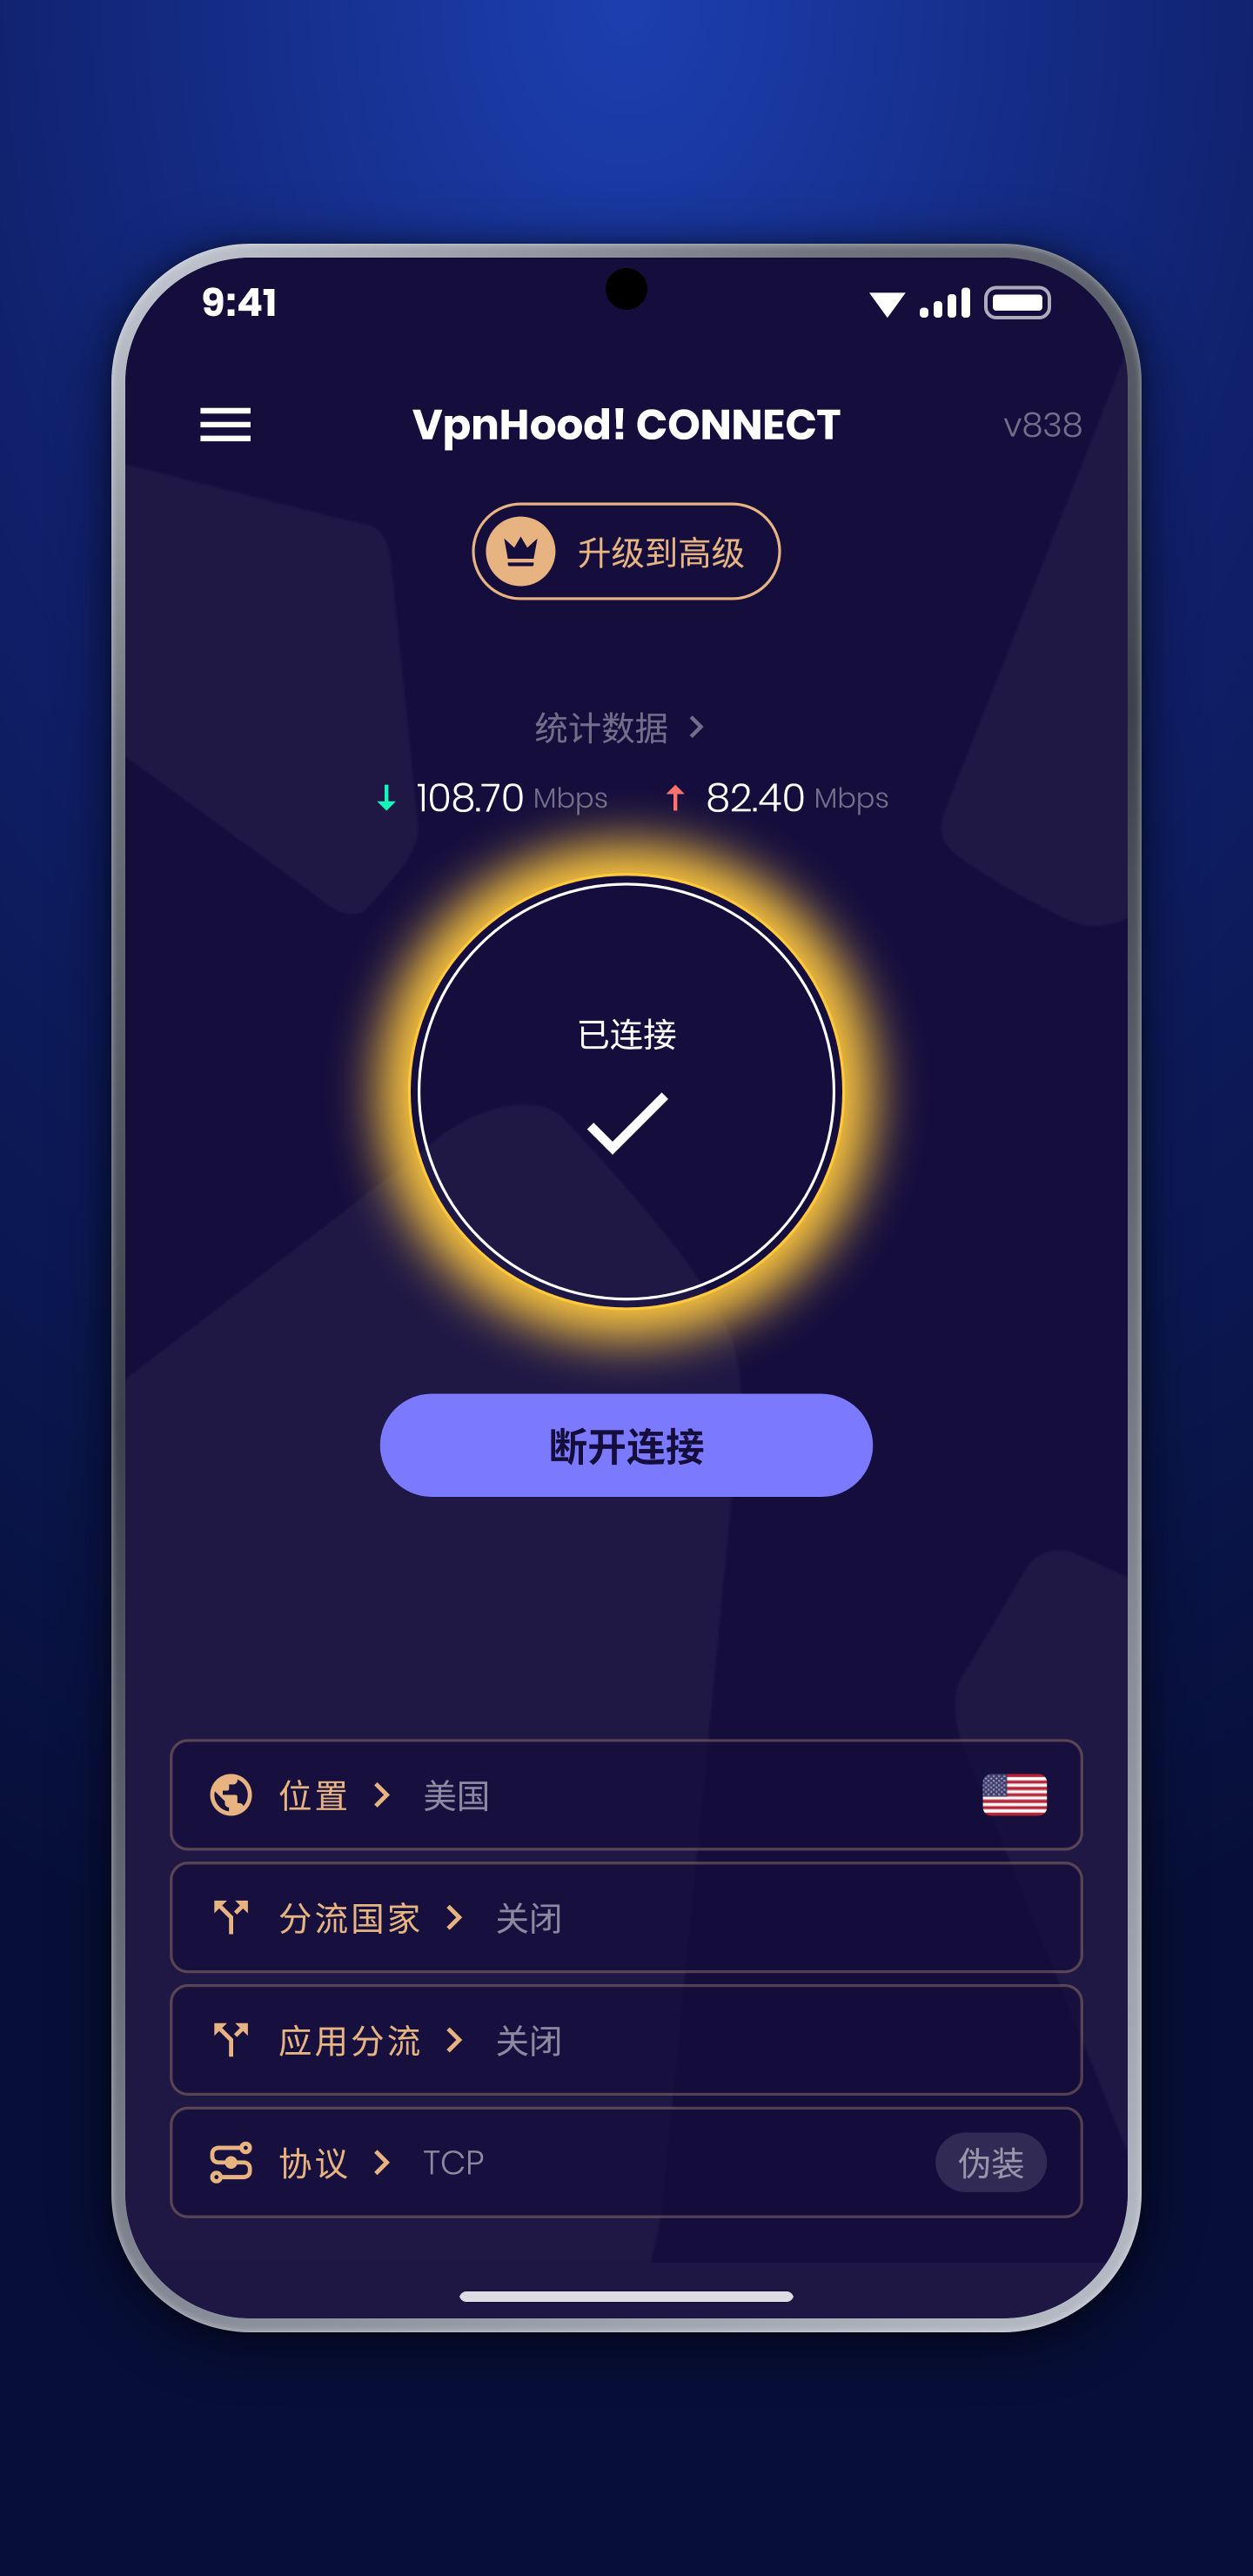 9:41
VpnHood! CONNECT
v838
升级到高级
统计数据
108.70 Mbps 82.40 Mbps
已连接
断开连接
位置 美国
分流国家 关闭
应用分流 关闭
协议 TCP 伪装